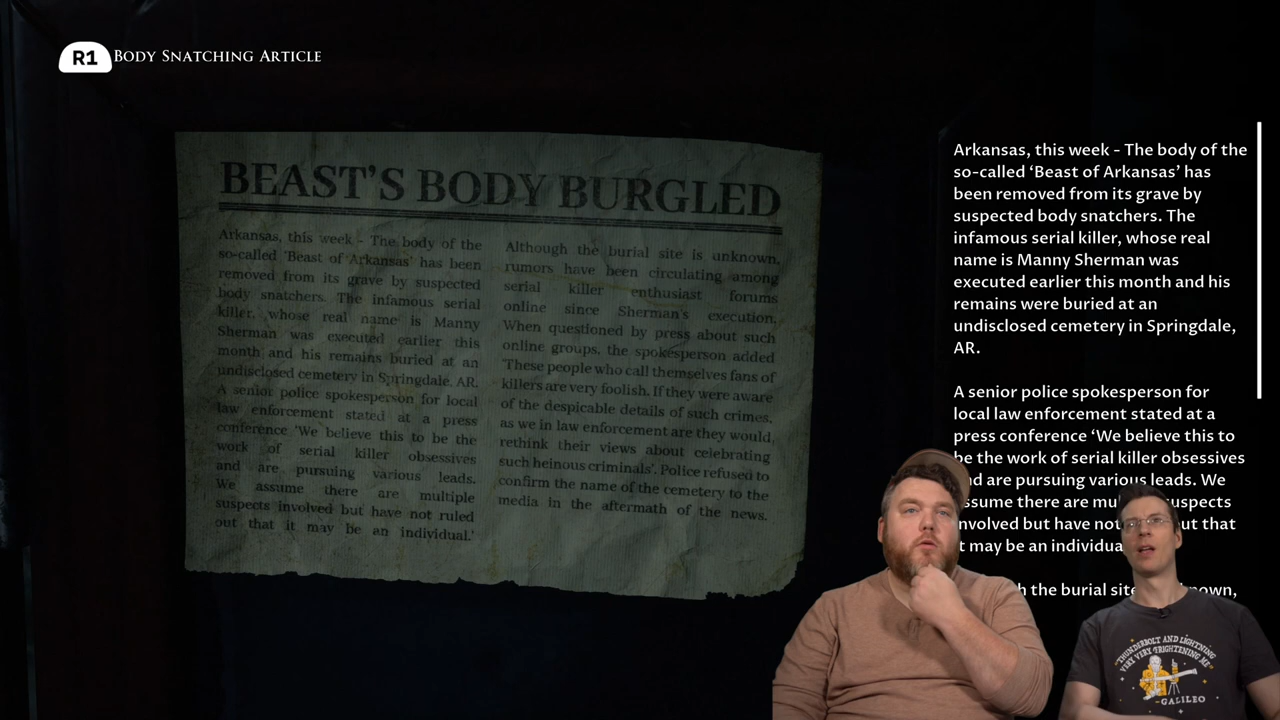 R1 Body Snatching Article
BEAST'S BODY BURGLED
Arkansas, this week - The body of the
so-called 'Beast of Arkansas' has been
removed from its grave by suspected
body snatchers. The infamous serial
killer, whose real name is Manny
Sherman was executed earlier this
month and his remains buried at an
undisclosed cemetery in Springdale, AR.
A senior police spokesperson for local
law enforcement stated at a press
conference 'We believe this to be the
work of serial killer obsessives
and are pursuing various leads.
We assume there are multiple
suspects involved but have not ruled
out that it may be an individual.'
Although the burial site is unknown,
rumors have been circulating among
serial killer enthusiast forums
online since Sherman's execution.
When questioned by press about such
online groups, the spokesperson added
'These people who call themselves fans of
killers are very foolish. If they were aware
of the despicable details of such crimes,
as we in law enforcement are they would,
rethink their views about celebrating
such heinous criminals'. Police refused to
confirm the name of the cemetery to the
media in the aftermath of the news.
Arkansas, this week - The body of the
so-called 'Beast of Arkansas' has
been removed from its grave by
suspected body snatchers. The
infamous serial killer, whose real
name is Manny Sherman was
executed earlier this month and his
remains were buried at an
undisclosed cemetery in Springdale,
AR.
A senior police spokesperson for
local law enforcement stated at a
press conference 'We believe this to
be the work of serial killer obsessives
and are pursuing various leads. We
assume there are suspects
involved but have not that
it may be an
the burial site
THUNDERBOLT AND LIGHTNING
VERY VERY FRIGHTENING ME
-GALILEO